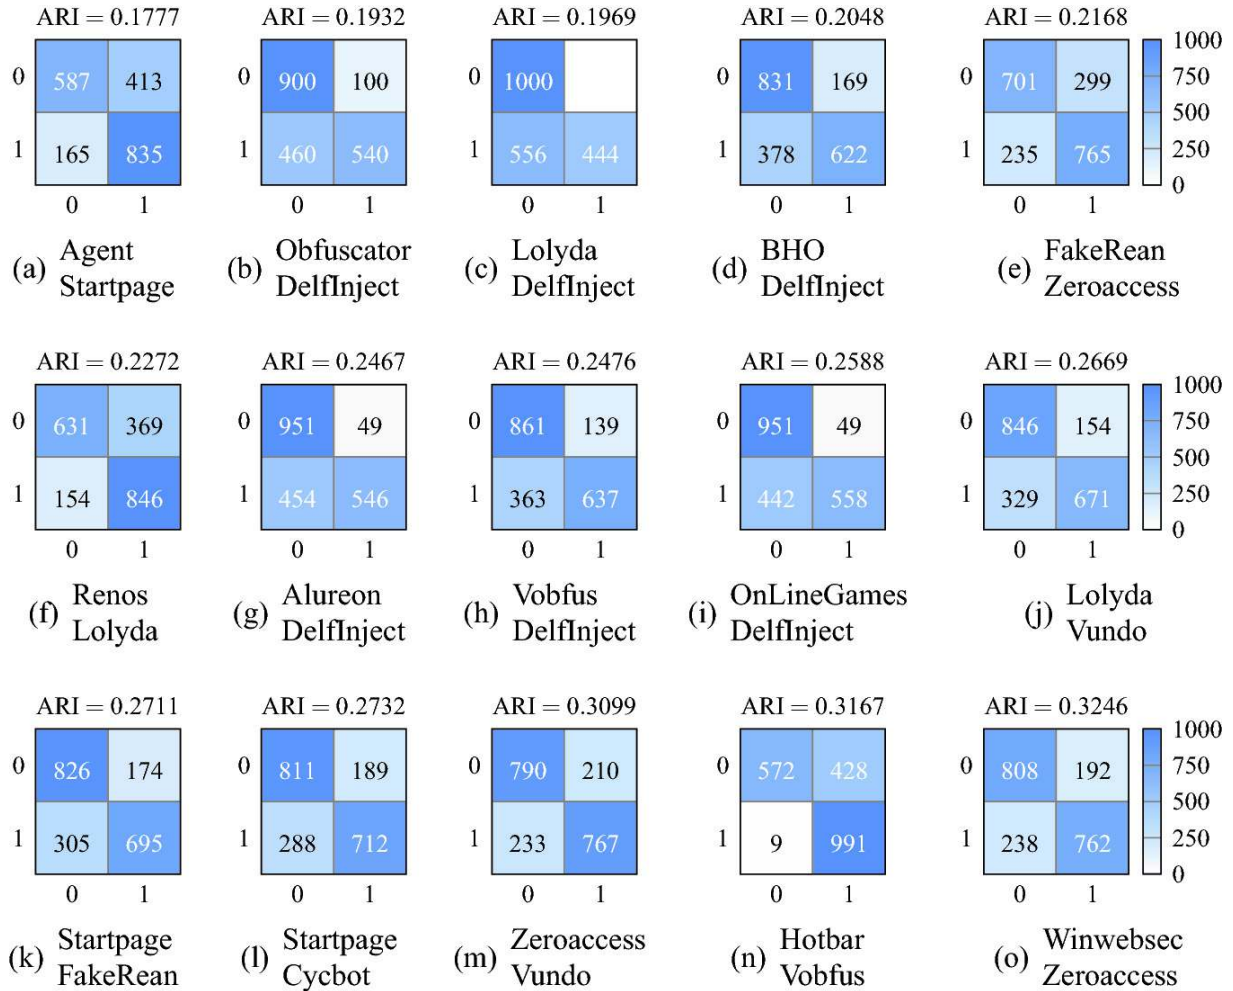 ARI = 0.1777 ARI = 0.1932 ARI = 0.1969 ARI = 0.2048 ARI = 0.2168
0 587 413 0 900 100 0 1000 0 831 169 0 701 299
1 165 835 1 460 540 1 556 444 1 378 622 1 235 765
0 1 0 1 0 1 0 1 0 1
1000
750
500
250
0
(a) Agent Startpage
(b) Obfuscator DelfInject
(c) Lolyda DelfInject
(d) BHO DelfInject
(e) FakeRean Zeroaccess
ARI = 0.2272 ARI = 0.2467 ARI = 0.2476 ARI = 0.2588 ARI = 0.2669
0 631 369 0 951 49 0 861 139 0 951 49 0 846 154
1 154 846 1 454 546 1 363 637 1 442 558 1 329 671
0 1 0 1 0 1 0 1 0 1
1000
750
500
250
0
(f) Renos Lolyda
(g) Alureon DelfInject
(h) Vobfus DelfInject
(i) OnLineGames DelfInject
(j) Lolyda Vundo
ARI = 0.2711 ARI = 0.2732 ARI = 0.3099 ARI = 0.3167 ARI = 0.3246
0 826 174 0 811 189 0 790 210 0 572 428 0 808 192
1 305 695 1 288 712 1 233 767 1 9 991 1 238 762
0 1 0 1 0 1 0 1 0 1
1000
750
500
250
0
(k) Startpage FakeRean
(l) Startpage Cycbot
(m) Zeroaccess Vundo
(n) Hotbar Vobfus
(o) Winwebsec Zeroaccess